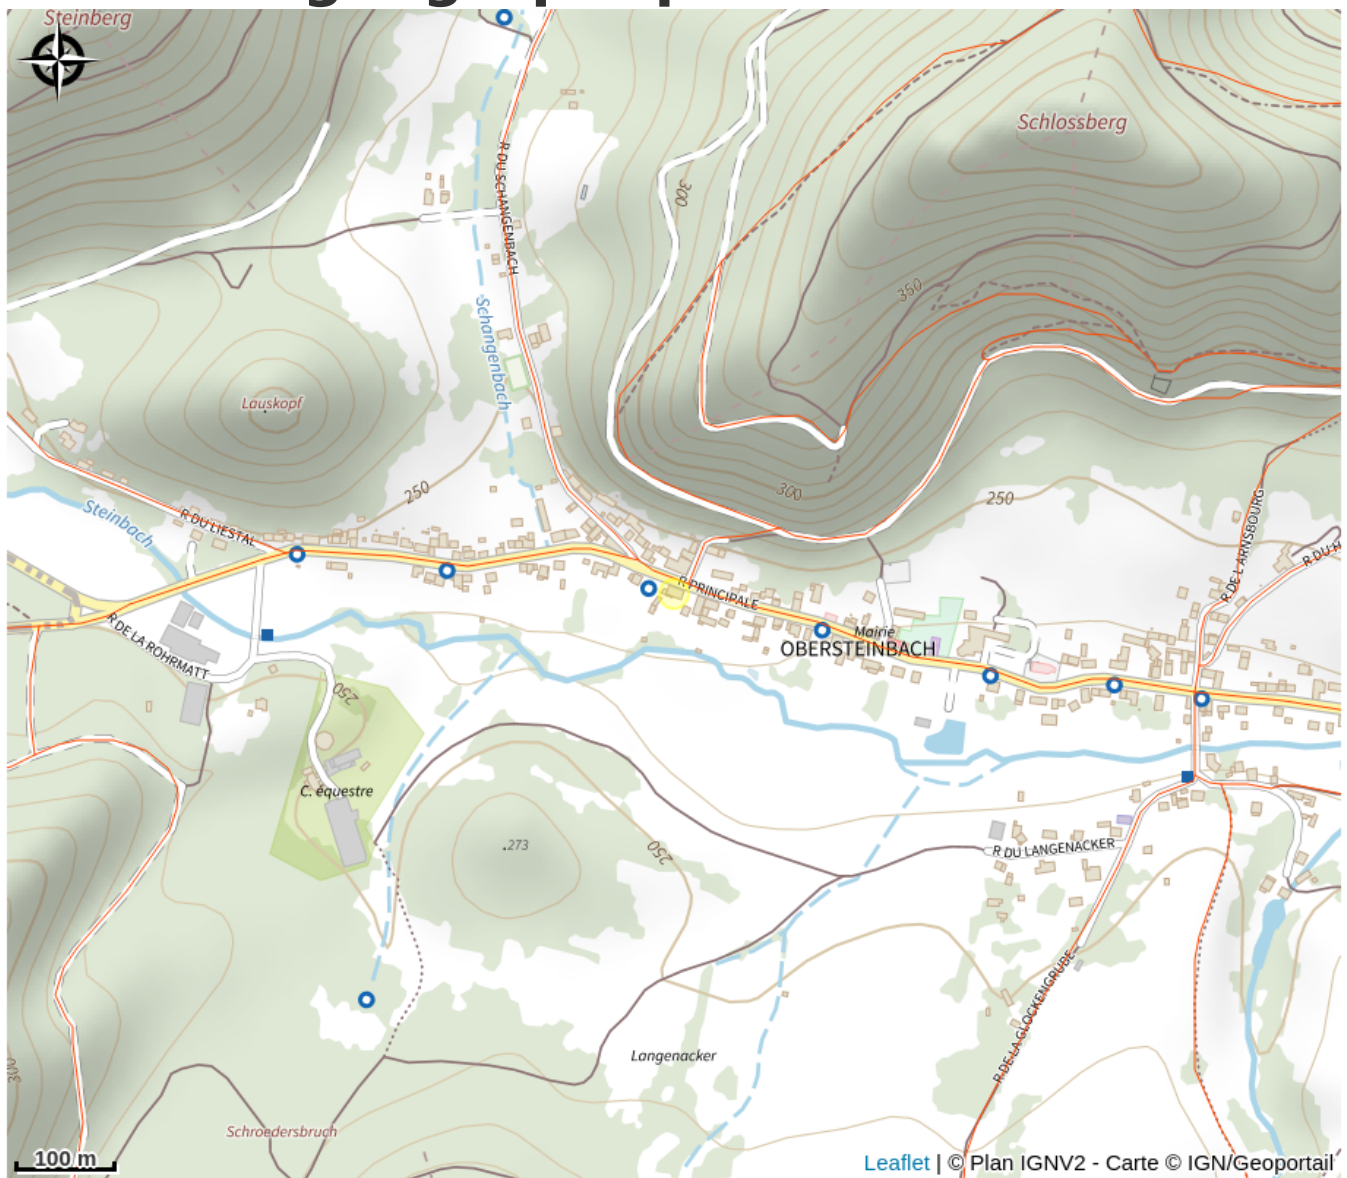 Steinberg
Schlossberg
R DU SCHANGENBACH
300
350
Schangenbach
Lauskopf
250
300
250
Steinbach
R DU LIESTAL
R DE L'ARNSBOURG
R PRINCIPALE
Mairie
OBERSTEINBACH
R DE LA ROHRMATT
250
C. équestre
.273
250
R DU LANGENACKER
R DE LA GLOCKENGRUBE
Langenacker
300
Schroedersbruch
100 m
Leaflet | © Plan IGNV2 - Carte © IGN/Geoportail